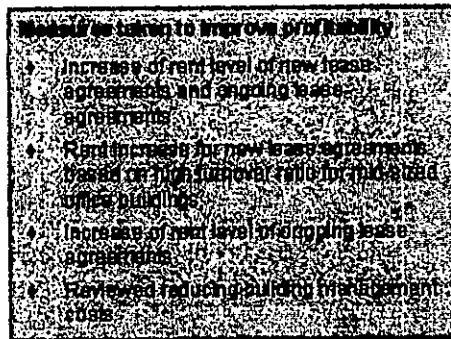 Measures taken to improve profitability
♦ Increase of rent level of new lease
agreements and ongoing lease
agreements
♦ Rent increase for new lease agreements
based on high turnover ratio for mid-sized
office buildings
♦ Increase of rent level of ongoing lease
agreements
♦ Reviewed reducing building management
costs